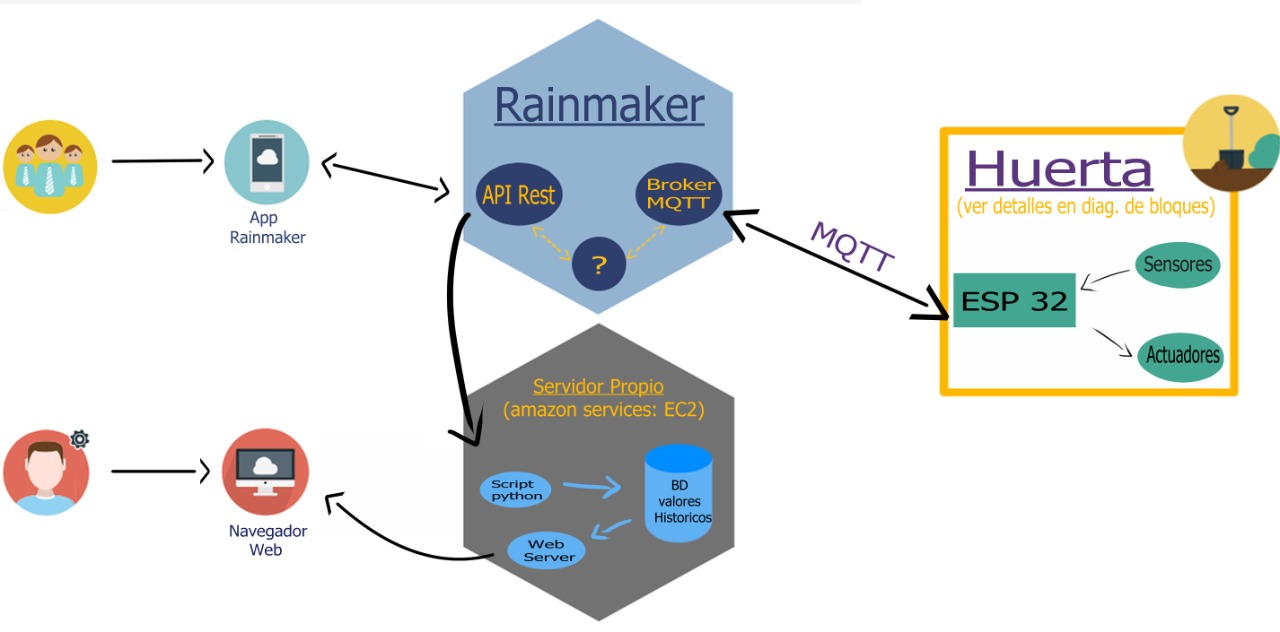 Rainmaker
API Rest
Broker
MQTT
?
App
Rainmaker
MQTT
Huerta
(ver detalles en diag. de bloques)
Sensores
ESP 32
Actuadores
Servidor Propio
(amazon services: EC2)
Script
python
BD
valores
Historicos
Web
Server
Navegador
Web